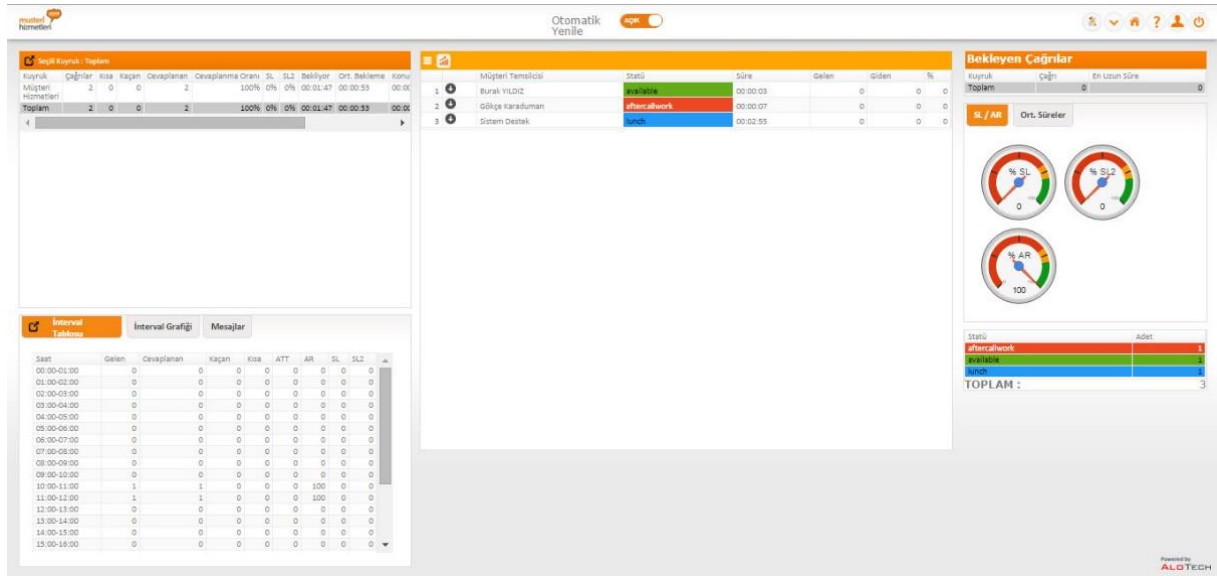 müşteri
hizmetleri
Otomatik
Yenile
AÇIK
Seçili Kuyruk : Toplam
Kuyruk Çağrılar Kısa Kaçan Cevaplanan Cevaplanma Oranı SL SL2 Bekliyor Ort. Bekleme Konu
Müşteri 2 0 0 2 100% 0% 0% 00:01:47 00:00:53 00:00
Hizmetleri
Toplam 2 0 0 2 100% 0% 0% 00:01:47 00:00:53 00:00
Müşteri Temsilcisi Statü Süre Gelen Giden %
1 Burak YILDIZ available 00:00:03 0 0 0
2 Gökçe Karaduman aftercallwork 00:00:07 0 0 0
3 Sistem Destek lunch 00:02:55 0 0 0
Bekleyen Çağrılar
Kuyruk Çağrı En Uzun Süre
Toplam 0 0
SL / AR Ort. Süreler
% SL
0
% SL2
0
% AR
100
Statü Adet
aftercallwork 1
available 1
lunch 1
TOPLAM : 3
İnterval
Tablosu
İnterval Grafiği Mesajlar
Saat Gelen Cevaplanan Kaçan Kısa ATT AR SL SL2
00:00-01:00 0 0 0 0 0 0 0 0
01:00-02:00 0 0 0 0 0 0 0 0
02:00-03:00 0 0 0 0 0 0 0 0
03:00-04:00 0 0 0 0 0 0 0 0
04:00-05:00 0 0 0 0 0 0 0 0
05:00-06:00 0 0 0 0 0 0 0 0
06:00-07:00 0 0 0 0 0 0 0 0
07:00-08:00 0 0 0 0 0 0 0 0
08:00-09:00 0 0 0 0 0 0 0 0
09:00-10:00 0 0 0 0 0 0 0 0
10:00-11:00 1 1 0 0 0 100 0 0
11:00-12:00 1 1 0 0 0 100 0 0
12:00-13:00 0 0 0 0 0 0 0 0
13:00-14:00 0 0 0 0 0 0 0 0
14:00-15:00 0 0 0 0 0 0 0 0
15:00-16:00 0 0 0 0 0 0 0 0
Powered by
ALOTECH